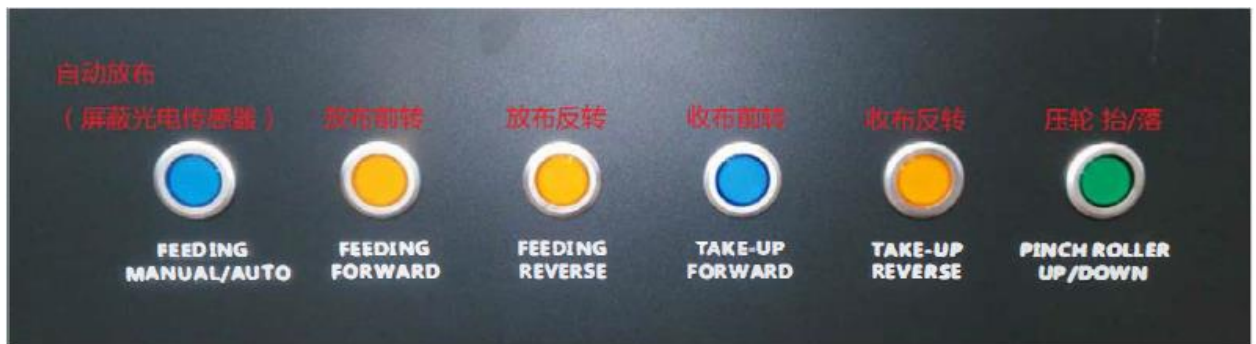 自动放布
（屏蔽光电传感器） 放布前转 放布反转 收布前转 收布反转 压轮 抬/落
FEEDING MANUAL/AUTO
FEEDING FORWARD
FEEDING REVERSE
TAKE-UP FORWARD
TAKE-UP REVERSE
PINCH ROLLER UP/DOWN